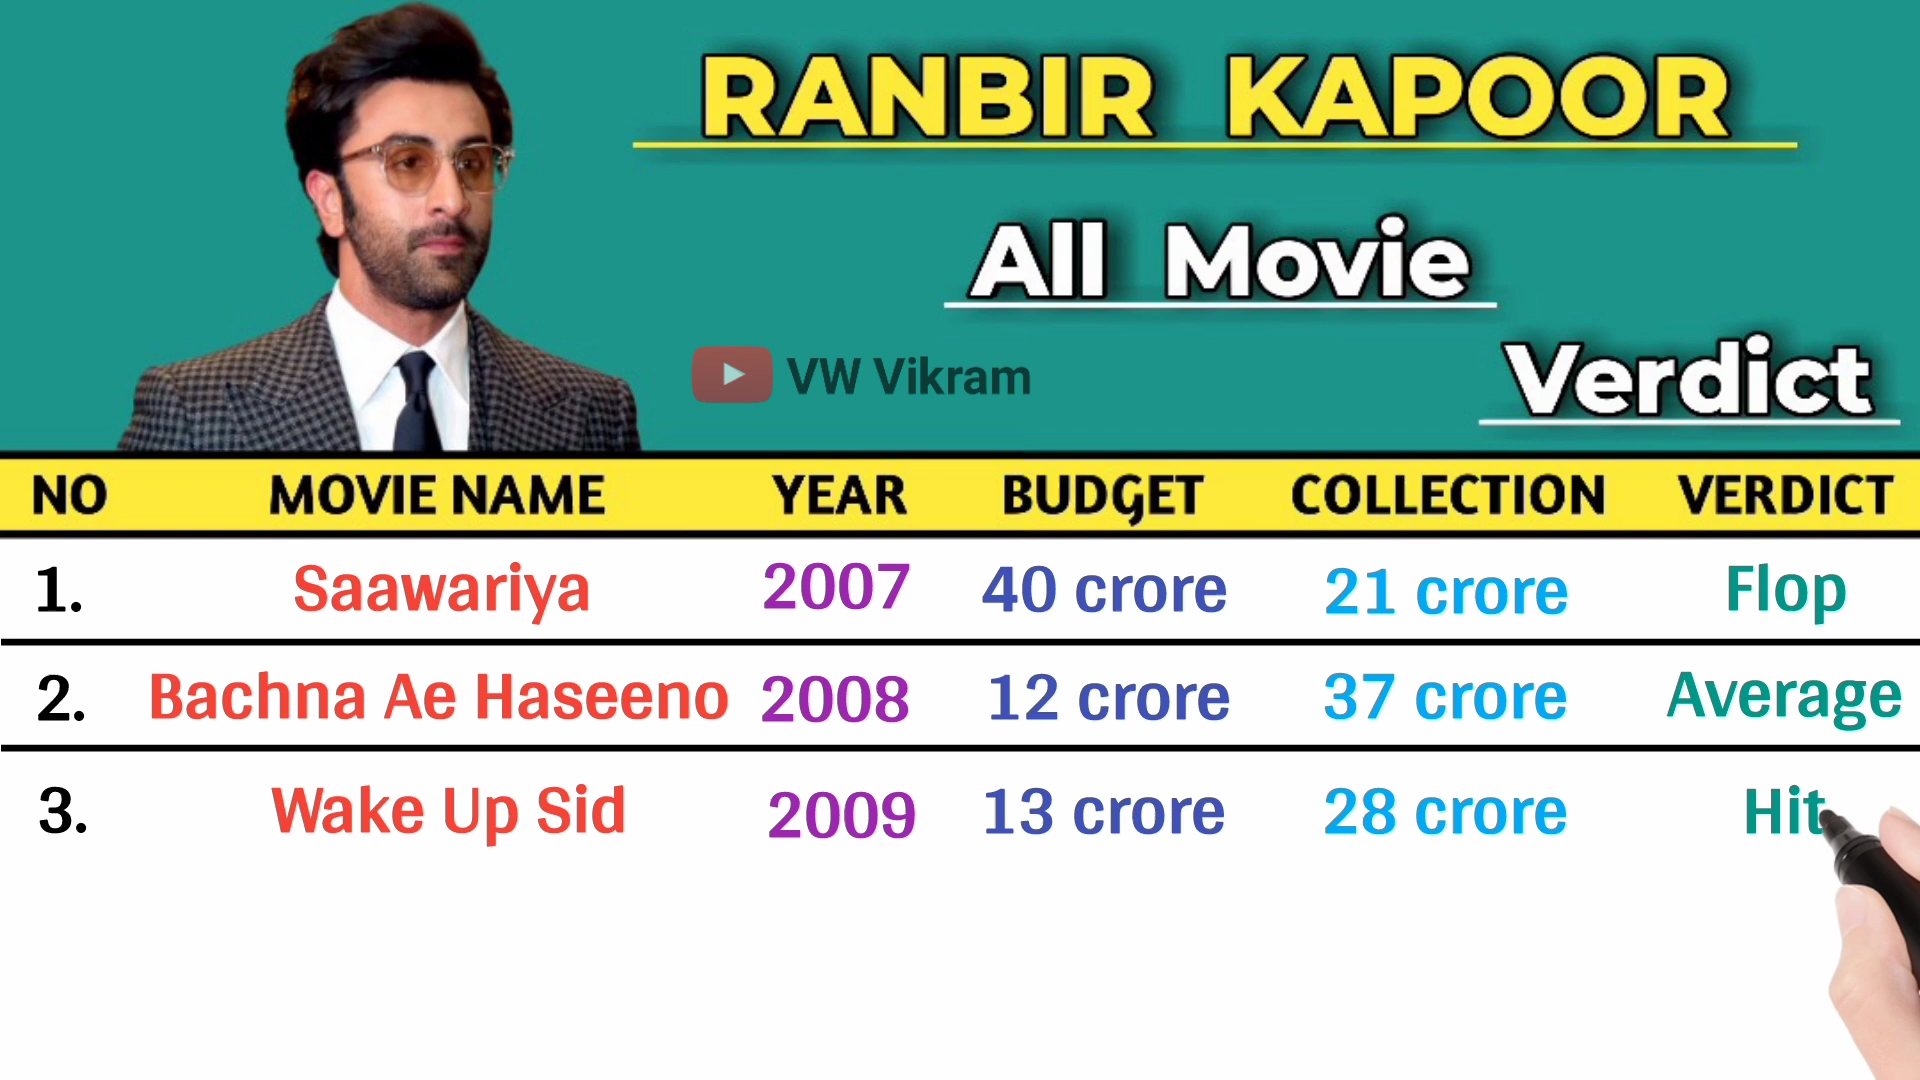 RANBIR KAPOOR
All Movie
Verdict
VW Vikram
NO MOVIE NAME YEAR BUDGET COLLECTION VERDICT
1. Saawariya 2007 40 crore 21 crore Flop
2. Bachna Ae Haseeno 2008 12 crore 37 crore Average
3. Wake Up Sid 2009 13 crore 28 crore Hit